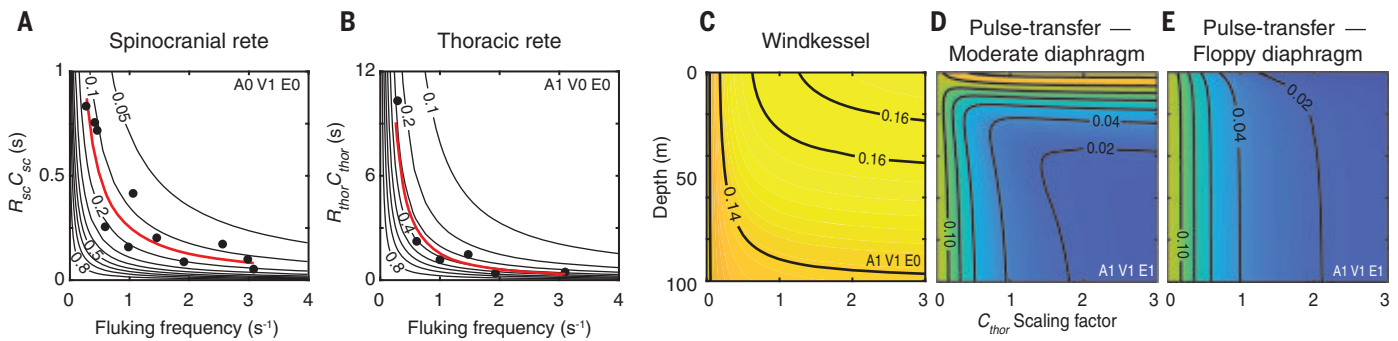 A
Spinocranial rete
A0 V1 E0
1
0.5
0
R_sc C_sc (s)
0.1
0.05
0.2
0.5
0.8
0 1 2 3 4
Fluking frequency (s⁻¹)
B
Thoracic rete
A1 V0 E0
12
6
0
R_thor C_thor (s)
0.1
0.2
0.4
0.8
0 1 2 3 4
Fluking frequency (s⁻¹)
C
Windkessel
0
50
100
Depth (m)
0.16
0.16
0.14
A1 V1 E0
0 1 2
D
Pulse-transfer —
Moderate diaphragm
0.04
0.02
0.10
A1 V1 E1
0 1 2 3
C_thor Scaling factor
E
Pulse-transfer —
Floppy diaphragm
0.02
0.04
0.10
A1 V1 E1
0 1 2 3